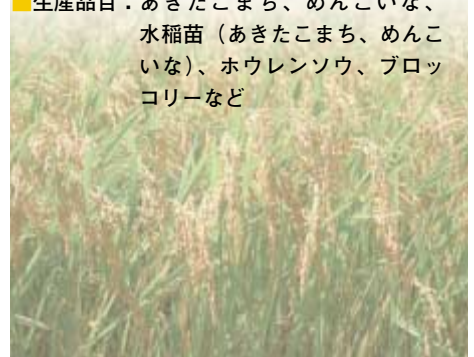 ■生産品目：あきたこまち、めんこいな、
水稲苗（あきたこまち、めんこ
いな）、ホウレンソウ、ブロッ
コリーなど